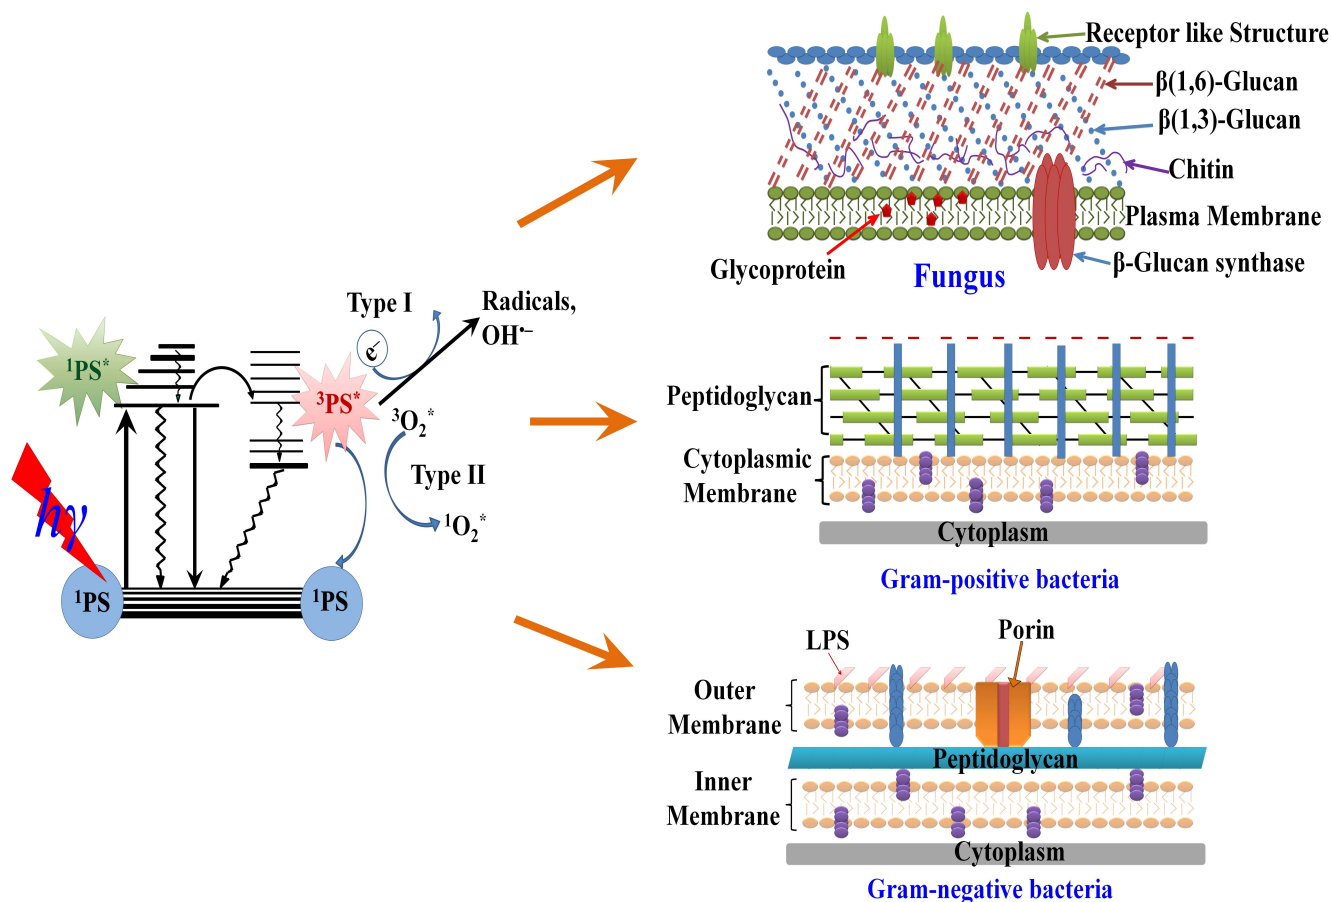 Receptor like Structure
β(1,6)-Glucan
β(1,3)-Glucan
Chitin
Plasma Membrane
Glycoprotein
β-Glucan synthase
Fungus
Type I
Radicals,
OH•–
e-
¹PS*
³PS*
³O₂*
Type II
¹O₂*
hγ
¹PS
¹PS
Peptidoglycan
Cytoplasmic
Membrane
Cytoplasm
Gram-positive bacteria
LPS
Porin
Outer
Membrane
Peptidoglycan
Inner
Membrane
Cytoplasm
Gram-negative bacteria